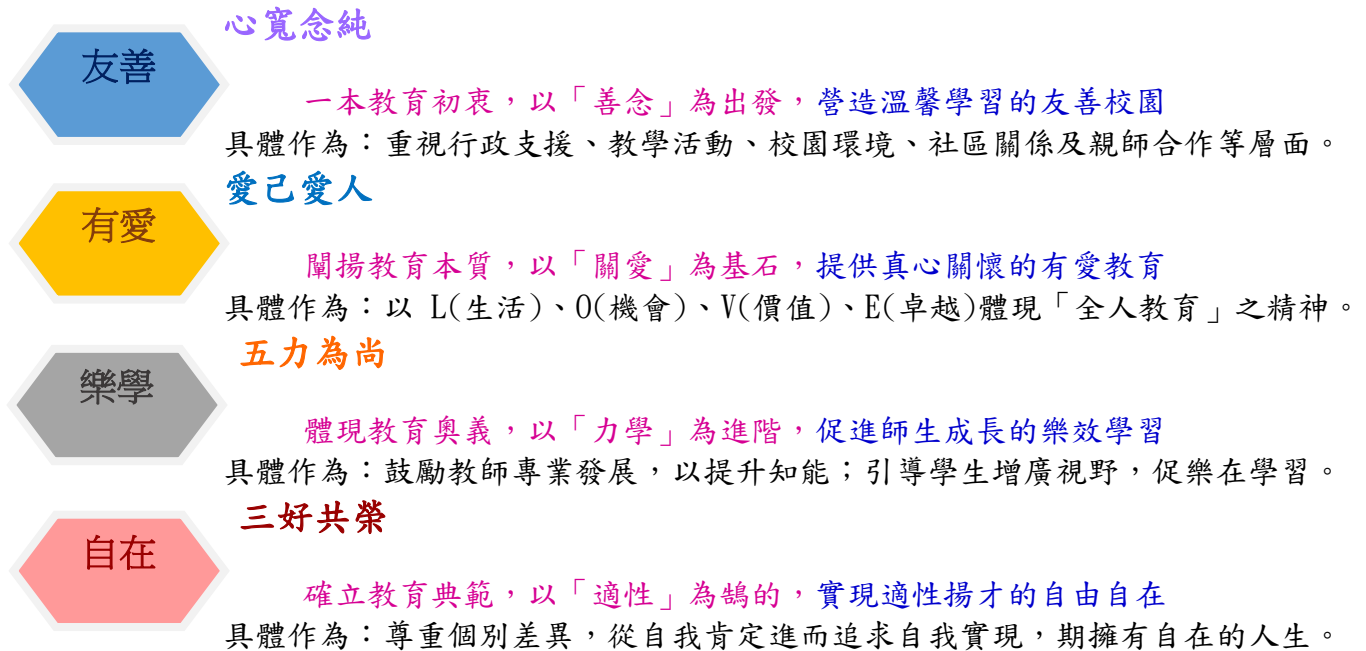 心寬念純
友善
一本教育初衷，以「善念」為出發，營造溫馨學習的友善校園
具體作為：重視行政支援、教學活動、校園環境、社區關係及親師合作等層面。
愛己愛人
有愛
闡揚教育本質，以「關愛」為基石，提供真心關懷的有愛教育
具體作為：以 L(生活)、O(機會)、V(價值)、E(卓越)體現「全人教育」之精神。
五力為尚
樂學
體現教育奧義，以「力學」為進階，促進師生成長的樂效學習
具體作為：鼓勵教師專業發展，以提升知能；引導學生增廣視野，促樂在學習。
三好共榮
自在
確立教育典範，以「適性」為鵠的，實現適性揚才的自由自在
具體作為：尊重個別差異，從自我肯定進而追求自我實現，期擁有自在的人生。